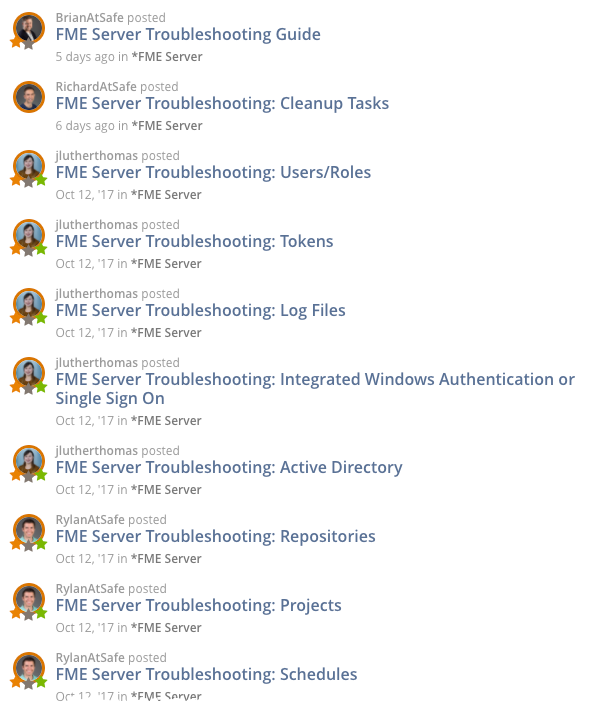 BrianAtSafe posted
FME Server Troubleshooting Guide
5 days ago in *FME Server
RichardAtSafe posted
FME Server Troubleshooting: Cleanup Tasks
6 days ago in *FME Server
jlutherthomas posted
FME Server Troubleshooting: Users/Roles
Oct 12, '17 in *FME Server
jlutherthomas posted
FME Server Troubleshooting: Tokens
Oct 12, '17 in *FME Server
jlutherthomas posted
FME Server Troubleshooting: Log Files
Oct 12, '17 in *FME Server
jlutherthomas posted
FME Server Troubleshooting: Integrated Windows Authentication or
Single Sign On
Oct 12, '17 in *FME Server
jlutherthomas posted
FME Server Troubleshooting: Active Directory
Oct 12, '17 in *FME Server
RylanAtSafe posted
FME Server Troubleshooting: Repositories
Oct 12, '17 in *FME Server
RylanAtSafe posted
FME Server Troubleshooting: Projects
Oct 12, '17 in *FME Server
RylanAtSafe posted
FME Server Troubleshooting: Schedules
Oct 12, '17 in *FME Server